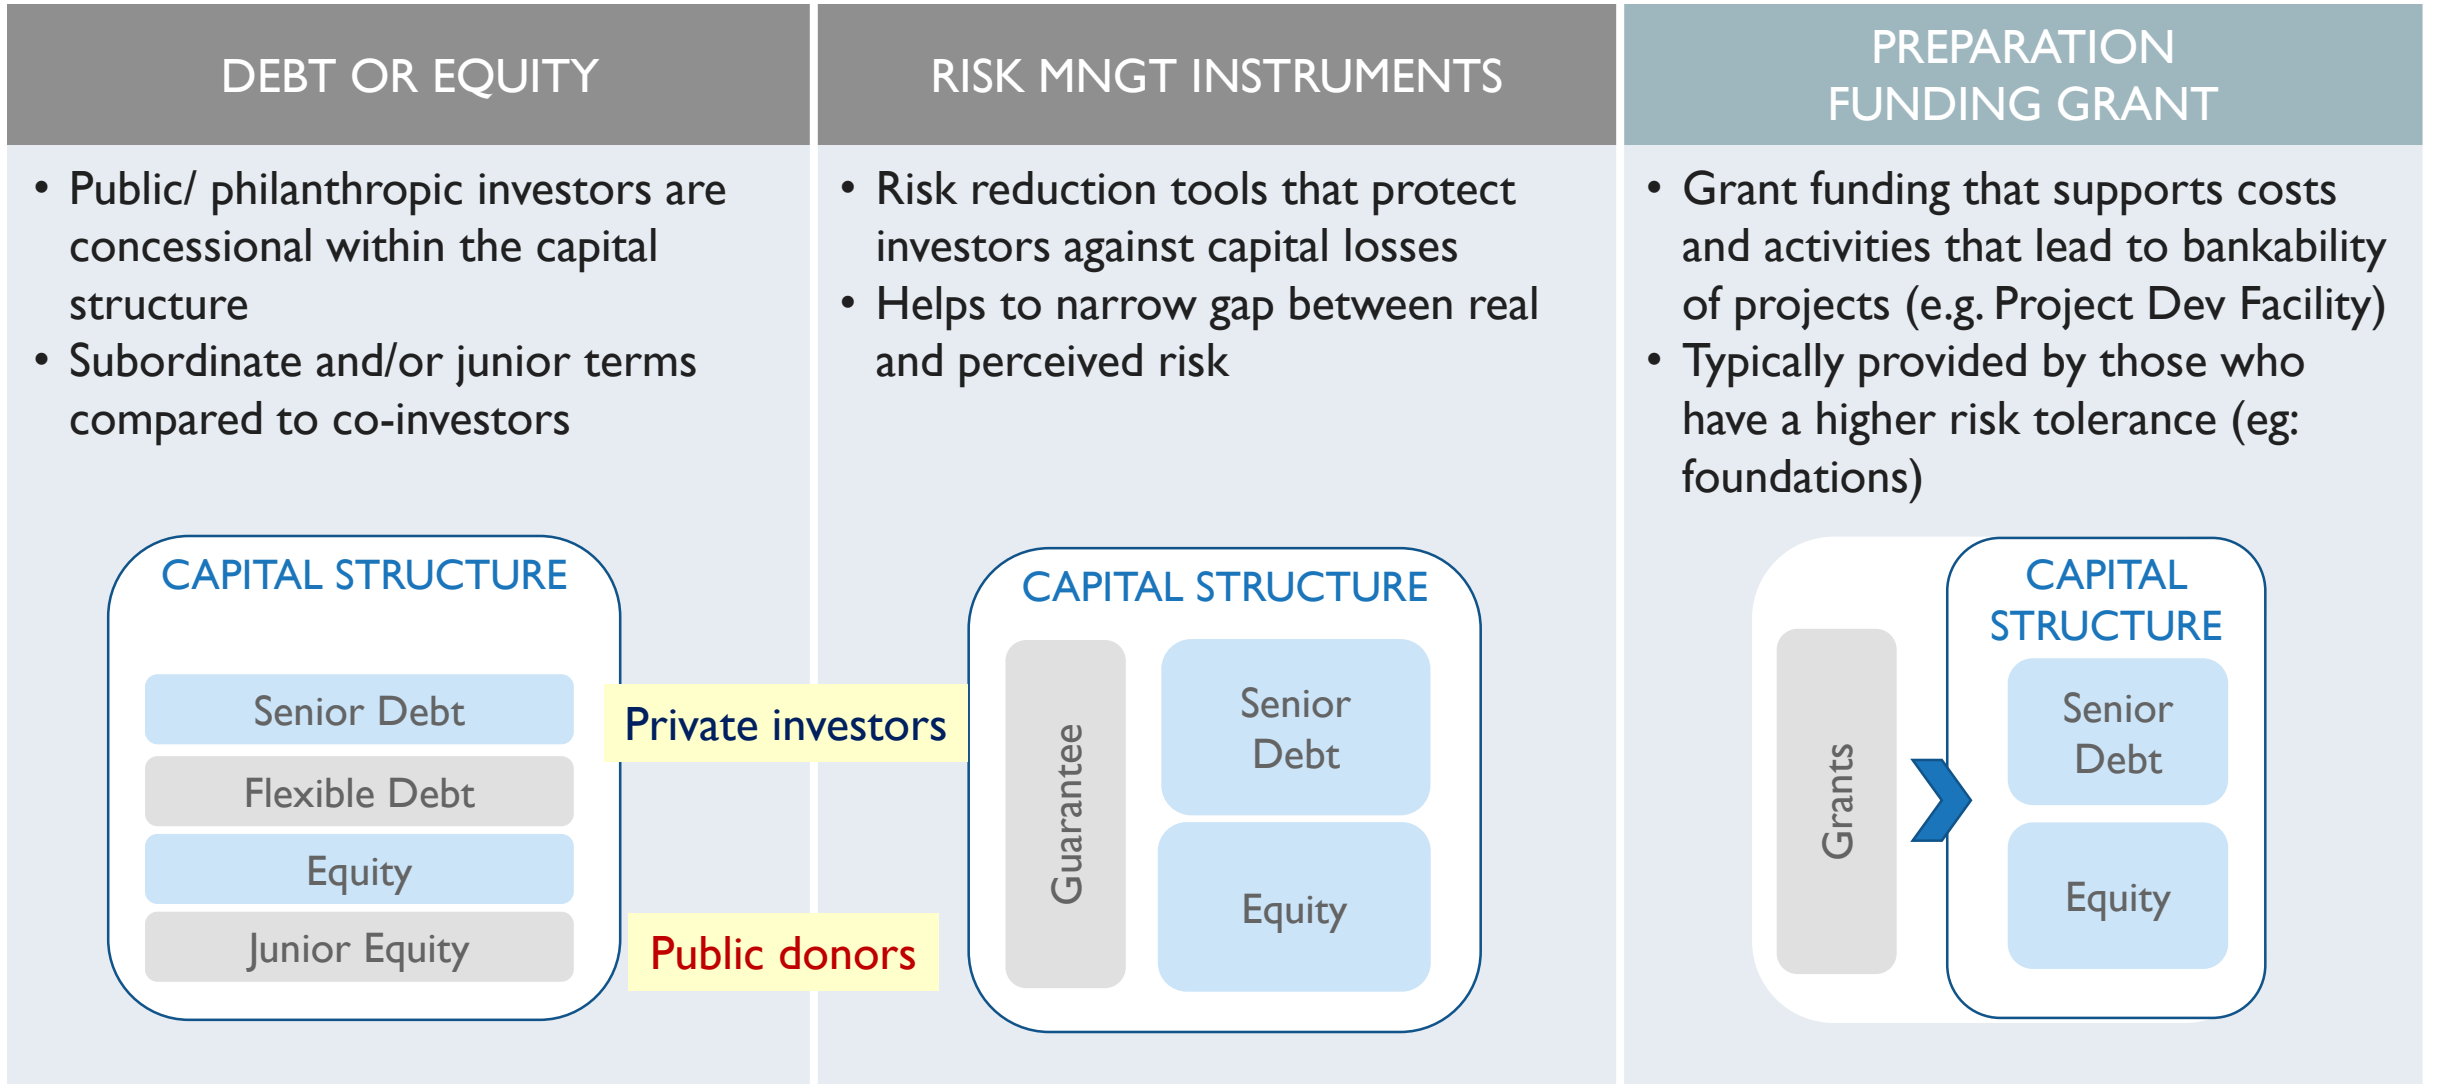 DEBT OR EQUITY
• Public/ philanthropic investors are
concessional within the capital
structure
• Subordinate and/or junior terms
compared to co-investors
CAPITAL STRUCTURE
Senior Debt
Flexible Debt
Equity
Junior Equity
Private investors
Public donors
RISK MNGT INSTRUMENTS
• Risk reduction tools that protect
investors against capital losses
• Helps to narrow gap between real
and perceived risk
CAPITAL STRUCTURE
Guarantee
Senior
Debt
Equity
PREPARATION
FUNDING GRANT
• Grant funding that supports costs
and activities that lead to bankability
of projects (e.g. Project Dev Facility)
• Typically provided by those who
have a higher risk tolerance (eg:
foundations)
Grants
CAPITAL
STRUCTURE
Senior
Debt
Equity